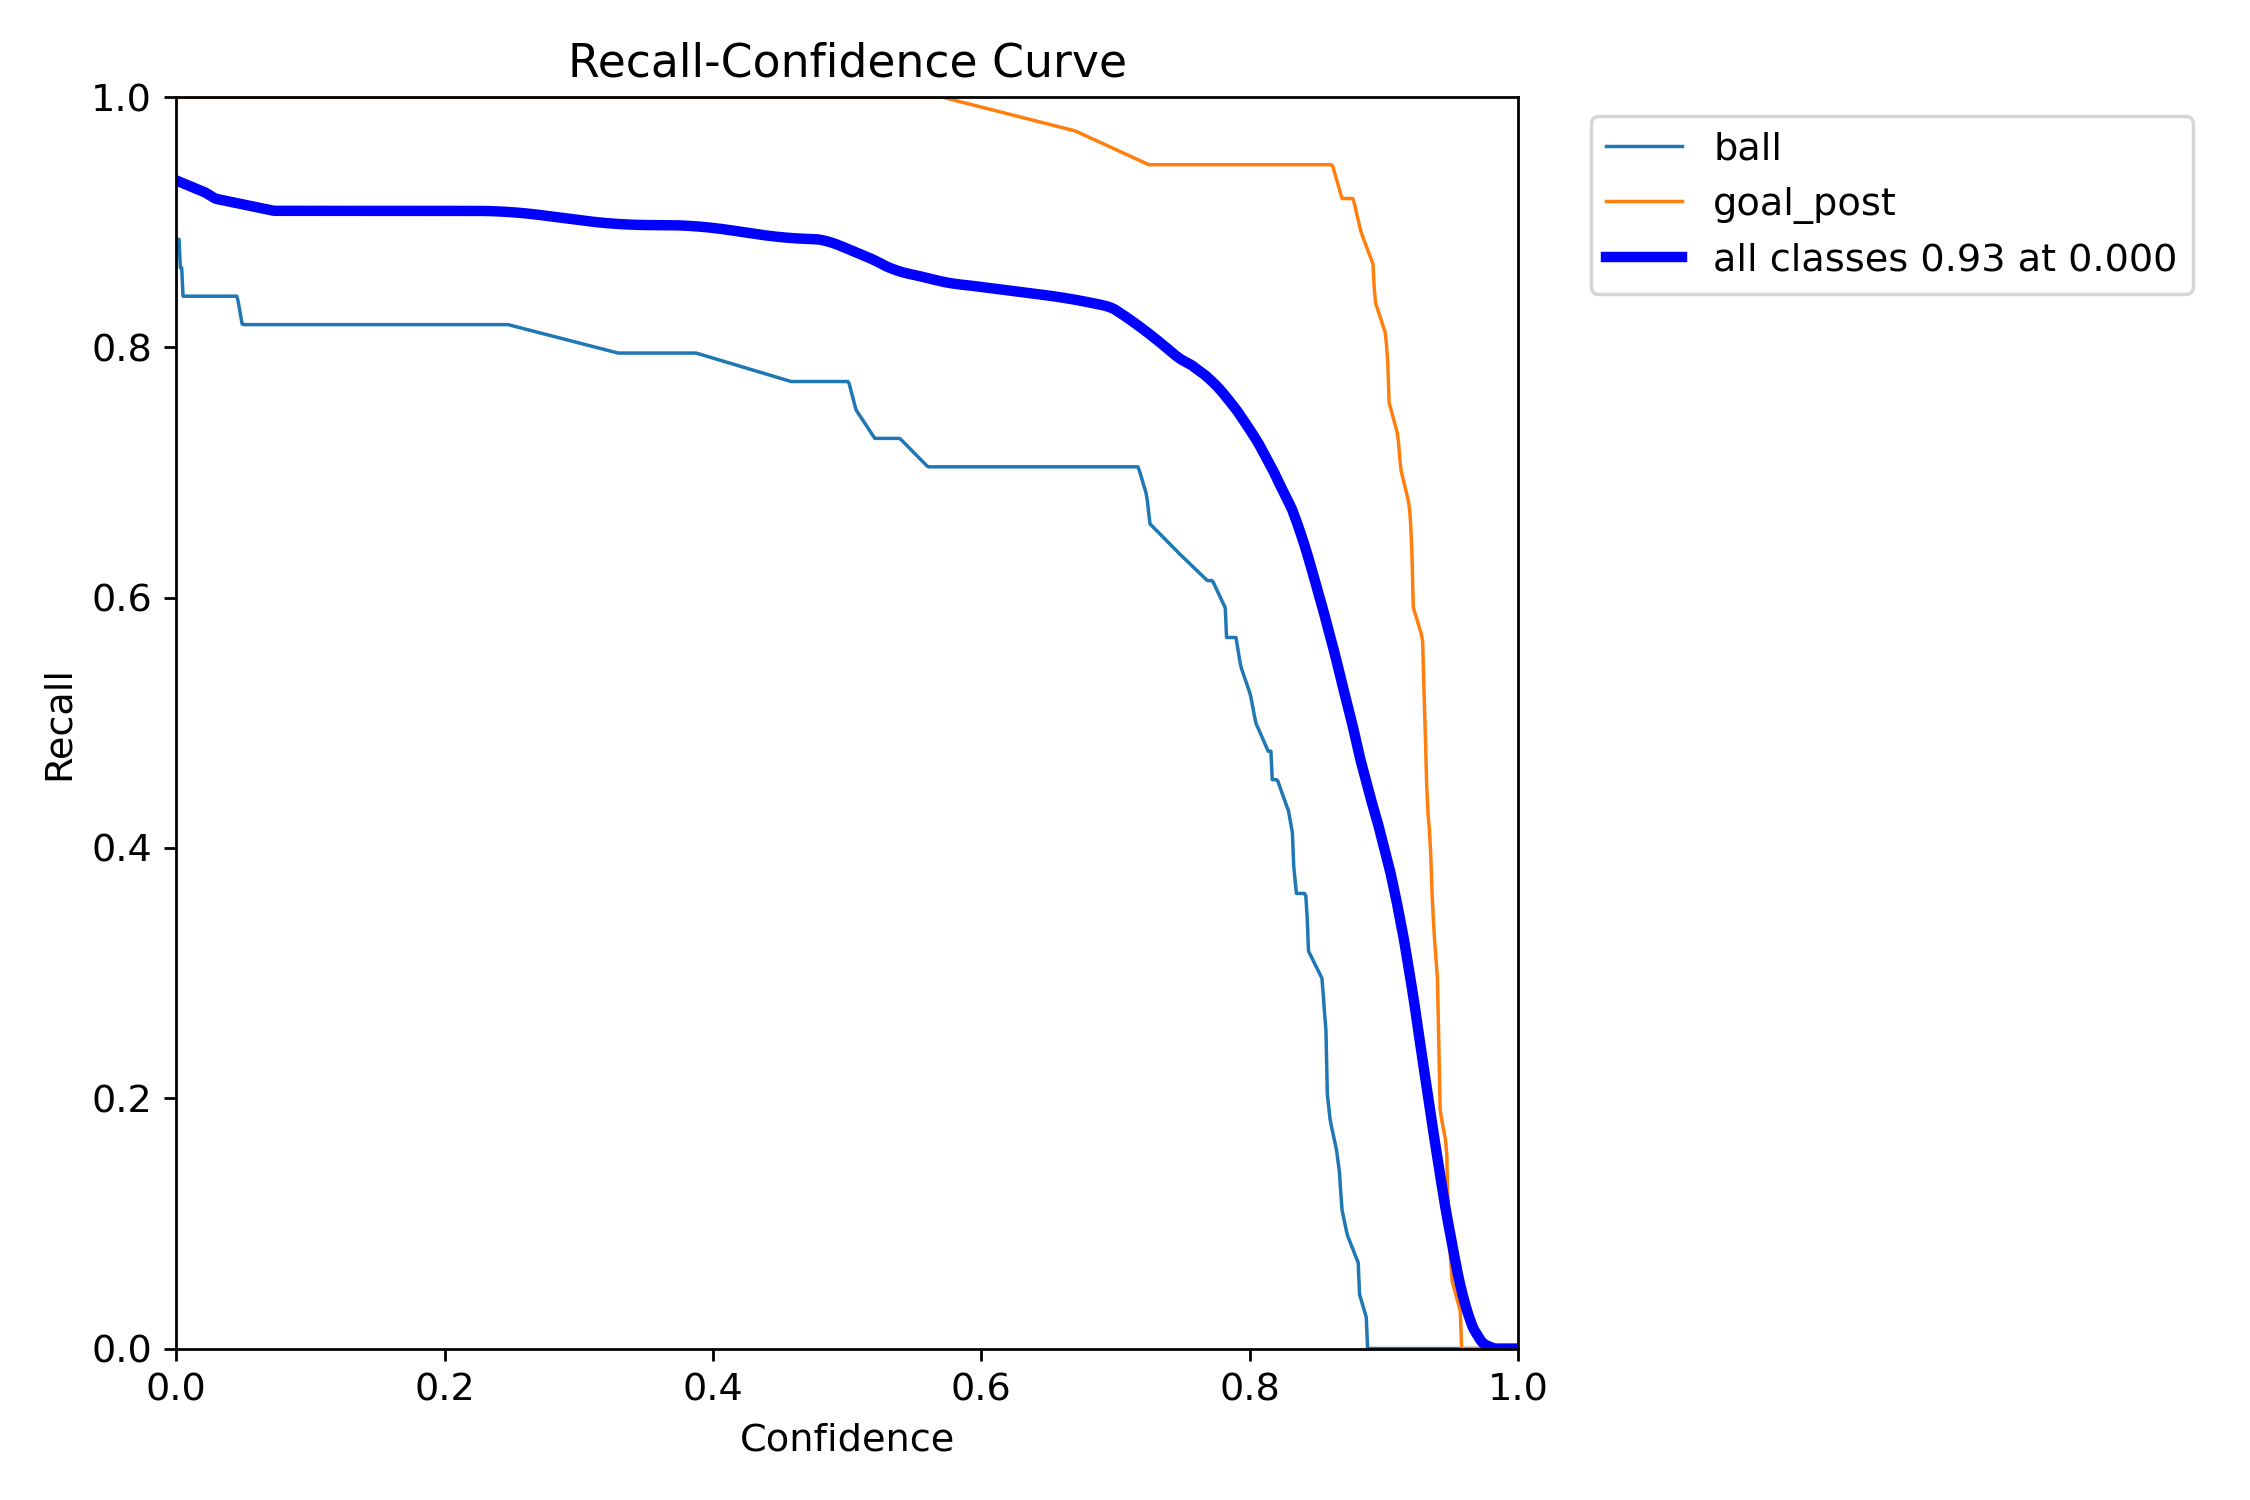 Recall-Confidence Curve
1.0
0.8
0.6
0.4
0.2
0.0
Recall
0.0 0.2 0.4 0.6 0.8 1.0
Confidence
ball
goal_post
all classes 0.93 at 0.000